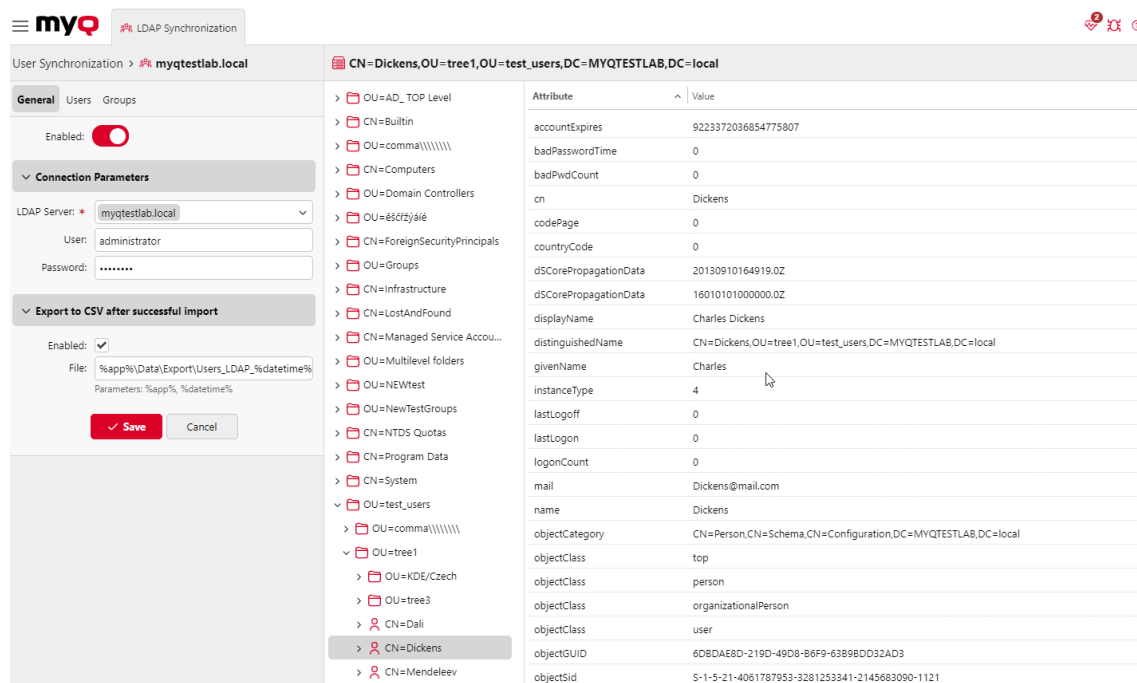 myQ
LDAP Synchronization
2
User Synchronization > myqtestlab.local
General Users Groups
Enabled:
Connection Parameters
LDAP Server: * myqtestlab.local
User: administrator
Password: ••••••••
Export to CSV after successful import
Enabled:
File: %app%\Data\Export\Users_LDAP_%datetime%
Parameters: %app%, %datetime%
Save Cancel
CN=Dickens,OU=tree1,OU=test_users,DC=MYQTESTLAB,DC=local
OU=AD_ TOP Level
CN=Builtin
OU=comma\\\\\\\\
CN=Computers
OU=Domain Controllers
OU=ěščřžýáíé
CN=ForeignSecurityPrincipals
OU=Groups
CN=Infrastructure
CN=LostAndFound
CN=Managed Service Accou...
OU=Multilevel folders
OU=NEWtest
OU=NewTestGroups
CN=NTDS Quotas
CN=Program Data
CN=System
OU=test_users
OU=comma\\\\\\\\
OU=tree1
OU=KDE/Czech
OU=tree3
CN=Dali
CN=Dickens
CN=Mendeleev
Attribute Value
accountExpires 9223372036854775807
badPasswordTime 0
badPwdCount 0
cn Dickens
codePage 0
countryCode 0
dSCorePropagationData 20130910164919.0Z
dSCorePropagationData 16010101000000.0Z
displayName Charles Dickens
distinguishedName CN=Dickens,OU=tree1,OU=test_users,DC=MYQTESTLAB,DC=local
givenName Charles
instanceType 4
lastLogoff 0
lastLogon 0
logonCount 0
mail Dickens@mail.com
name Dickens
objectCategory CN=Person,CN=Schema,CN=Configuration,DC=MYQTESTLAB,DC=local
objectClass top
objectClass person
objectClass organizationalPerson
objectClass user
objectGUID 6DBDAE8D-219D-49D8-B6F9-63B9BDD32AD3
objectSid S-1-5-21-4061787953-3281253341-2145683090-1121